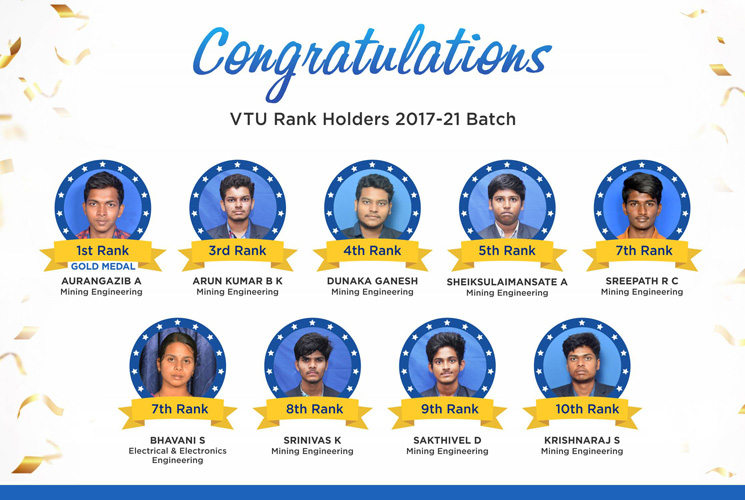 Congratulations
VTU Rank Holders 2017-21 Batch
1st Rank
GOLD MEDAL
AURANGAZIB A
Mining Engineering
3rd Rank
ARUN KUMAR B K
Mining Engineering
4th Rank
DUNAKA GANESH
Mining Engineering
5th Rank
SHEIKSULAIMANSATE A
Mining Engineering
7th Rank
SREEPATH R C
Mining Engineering
7th Rank
BHAVANI S
Electrical & Electronics
Engineering
8th Rank
SRINIVAS K
Mining Engineering
9th Rank
SAKTHIVEL D
Mining Engineering
10th Rank
KRISHNARAJ S
Mining Engineering